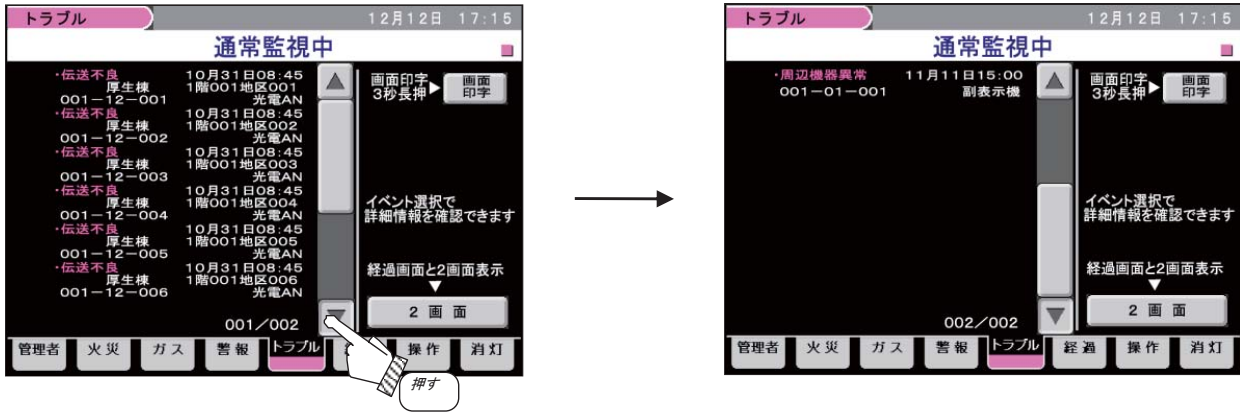 トラブル 12月12日 17:15
通常監視中
・伝送不良 10月31日08:45
厚生棟 1階001地区001
001－12－001 光電AN
・伝送不良 10月31日08:45
厚生棟 1階001地区002
001－12－002 光電AN
・伝送不良 10月31日08:45
厚生棟 1階001地区003
001－12－003 光電AN
・伝送不良 10月31日08:45
厚生棟 1階001地区004
001－12－004 光電AN
・伝送不良 10月31日08:45
厚生棟 1階001地区005
001－12－005 光電AN
・伝送不良 10月31日08:45
厚生棟 1階001地区006
001－12－006 光電AN
001／002
画面印字
3秒長押
画面
印字
イベント選択で
詳細情報を確認できます
経過画面と2画面表示
2 画 面
管理者 火災 ガス 警報 トラブル 操作 消灯
押す
トラブル 12月12日 17:15
通常監視中
・周辺機器異常 11月11日15:00
001－01－001 副表示機
002／002
画面印字
3秒長押
画面
印字
イベント選択で
詳細情報を確認できます
経過画面と2画面表示
2 画 面
管理者 火災 ガス 警報 トラブル 経過 操作 消灯